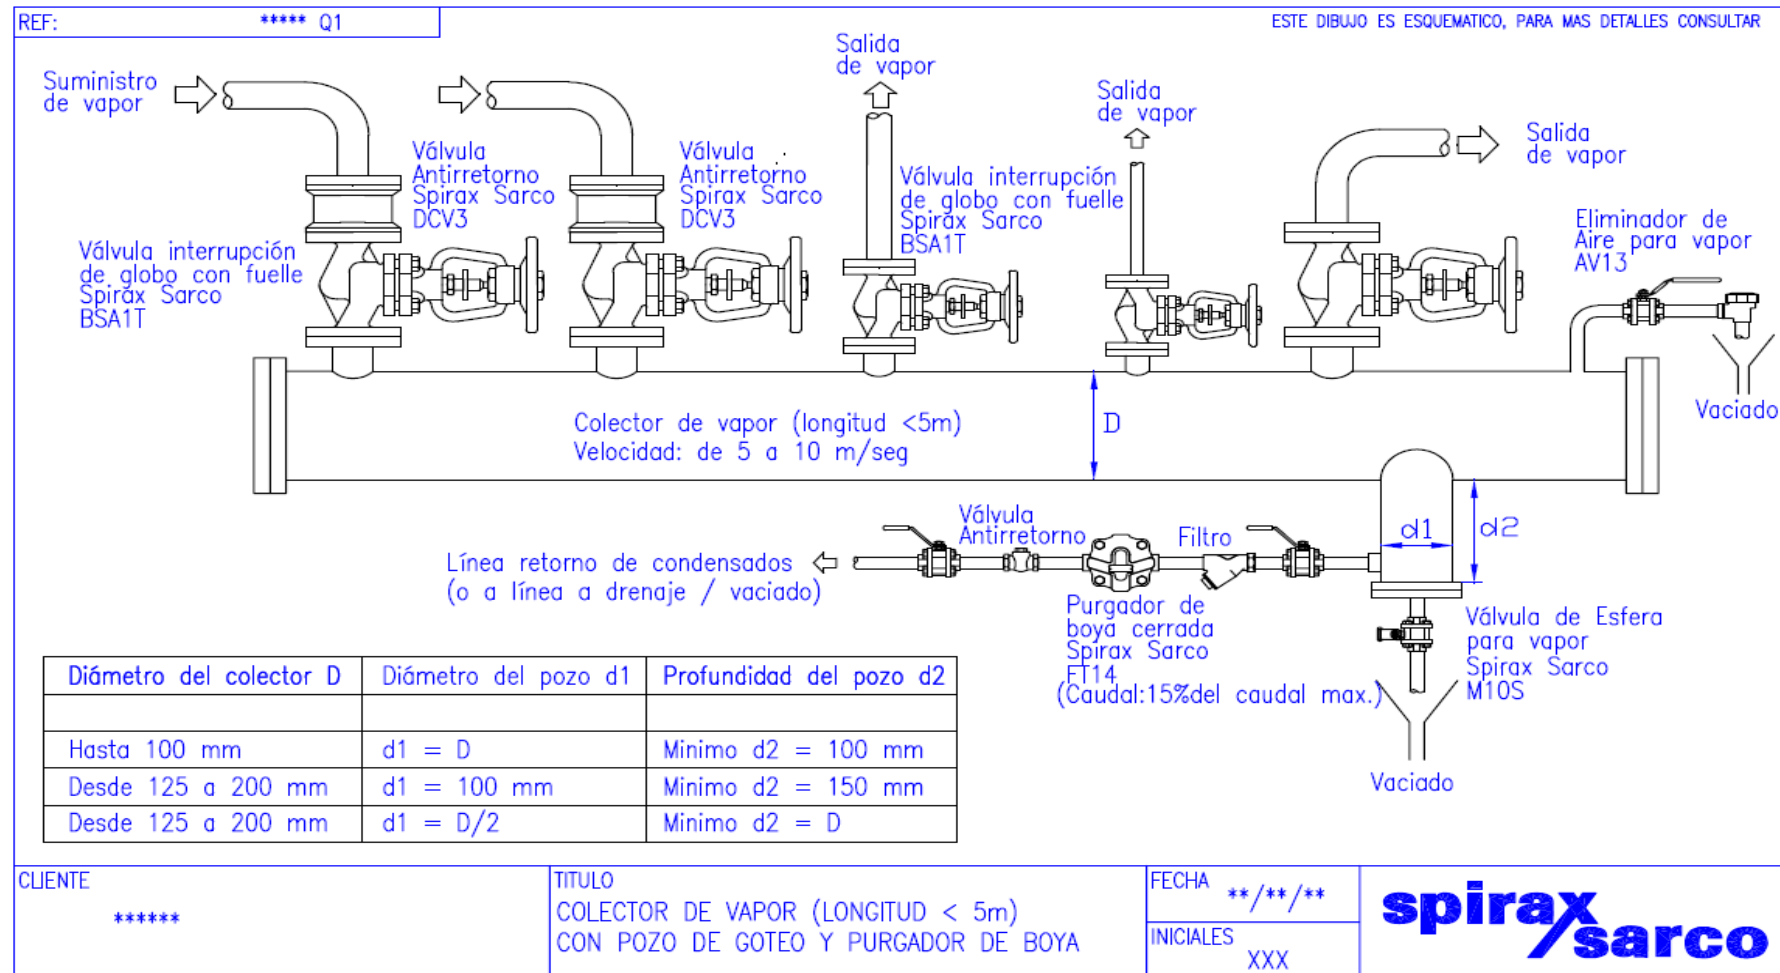 REF: ***** Q1
ESTE DIBUJO ES ESQUEMATICO, PARA MAS DETALLES CONSULTAR
Suministro
de vapor
Salida
de vapor
Salida
de vapor
Salida
de vapor
Válvula
Antirretorno
Spirax Sarco
DCV3
Válvula
Antirretorno
Spirax Sarco
DCV3
Válvula interrupción
de globo con fuelle
Spirax Sarco
BSA1T
Eliminador de
Aire para vapor
AV13
Válvula interrupción
de globo con fuelle
Spirax Sarco
BSA1T
Vaciado
Colector de vapor (longitud <5m)
Velocidad: de 5 a 10 m/seg
D
Válvula
Antirretorno
Filtro
d1
d2
Línea retorno de condensados
(o a línea a drenaje / vaciado)
Purgador de
boya cerrada
Spirax Sarco
FT14
(Caudal:15%del caudal max.)
Válvula de Esfera
para vapor
Spirax Sarco
M10S
Vaciado
Diámetro del colector D Diámetro del pozo d1 Profundidad del pozo d2
Hasta 100 mm d1 = D Minimo d2 = 100 mm
Desde 125 a 200 mm d1 = 100 mm Minimo d2 = 150 mm
Desde 125 a 200 mm d1 = D/2 Minimo d2 = D
CLIENTE
******
TITULO
COLECTOR DE VAPOR (LONGITUD < 5m)
CON POZO DE GOTEO Y PURGADOR DE BOYA
FECHA **/**/**
INICIALES
XXX
spirax
sarco